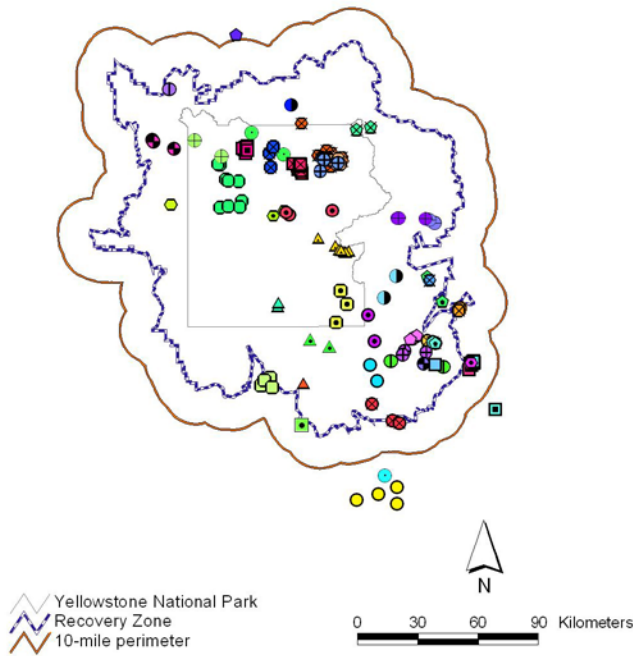 N
Yellowstone National Park
Recovery Zone
10-mile perimeter
0 30 60 90 Kilometers